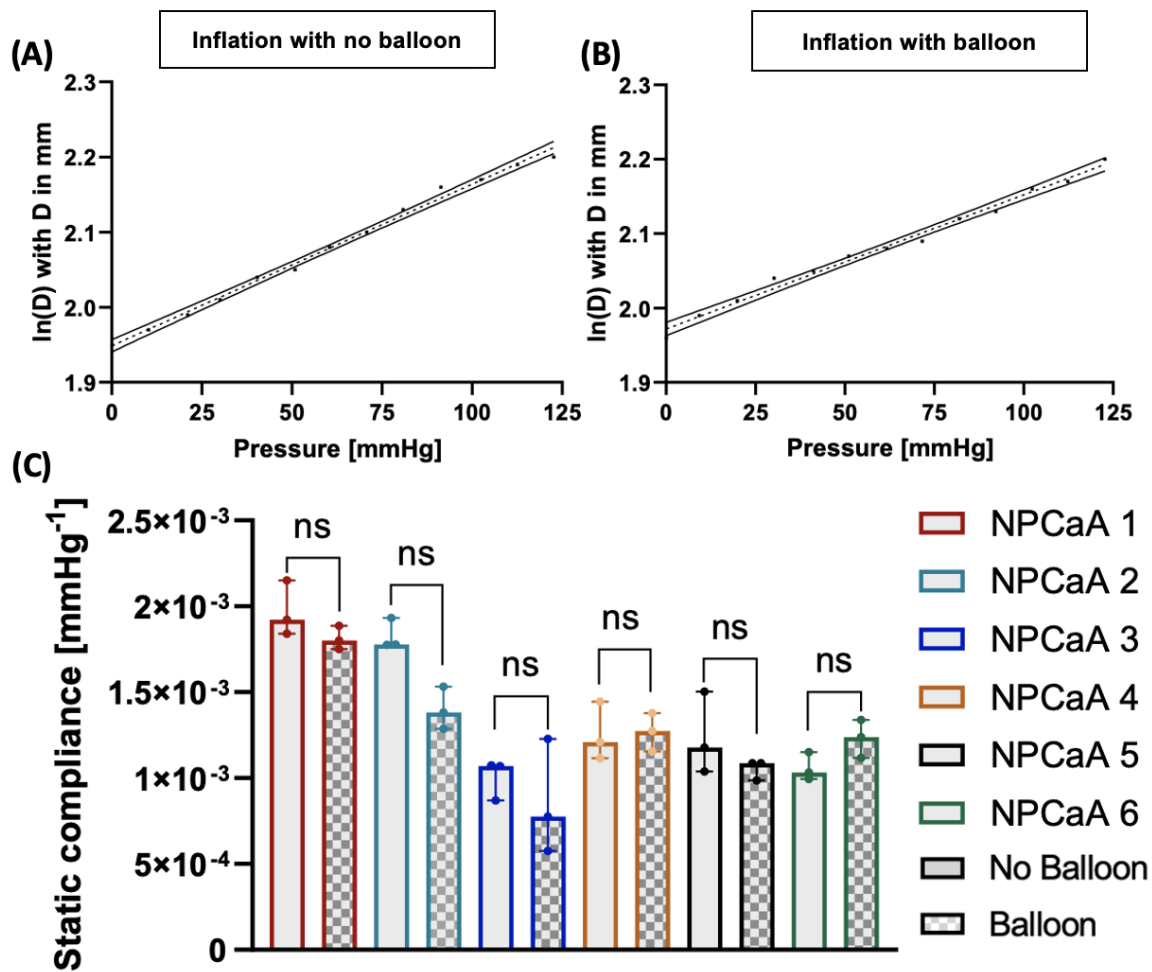 Inflation with no balloon
Inflation with balloon
(A)
(B)
2.3
2.2
2.1
2.0
1.9
ln(D) with D in mm
0
25
50
75
100
125
Pressure [mmHg]
2.3
2.2
2.1
2.0
1.9
ln(D) with D in mm
0
25
50
75
100
125
Pressure [mmHg]
(C)
Static compliance [mmHg⁻¹]
2.5×10⁻³
2×10⁻³
1.5×10⁻³
1×10⁻³
5×10⁻⁴
0
ns
ns
ns
ns
ns
ns
NPCaA 1
NPCaA 2
NPCaA 3
NPCaA 4
NPCaA 5
NPCaA 6
No Balloon
Balloon